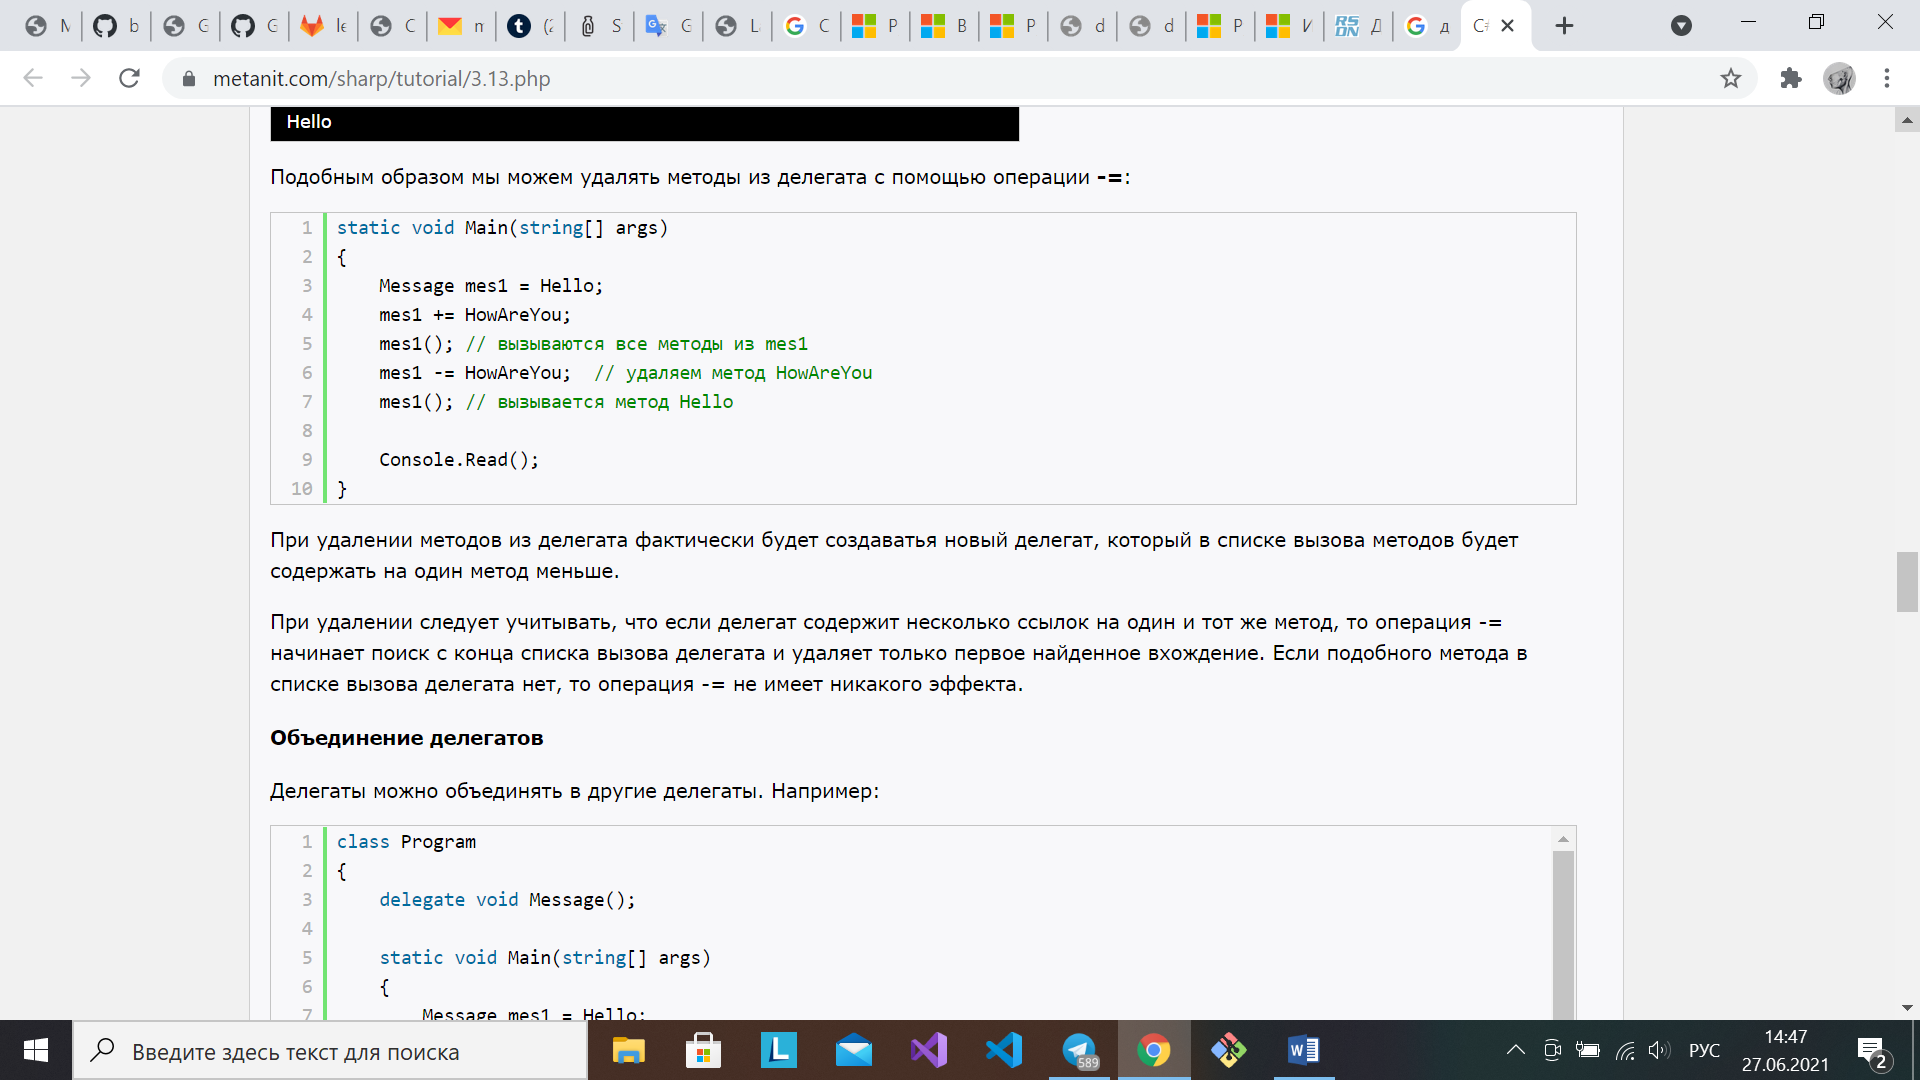 М
b
G
G
le
C
m
(2
S
G
L
C
P
B
P
d
d
P
И
Д
д
C#
metanit.com/sharp/tutorial/3.13.php
Hello
Подобным образом мы можем удалять методы из делегата с помощью операции -=:
1 static void Main(string[] args)
2 {
3 Message mes1 = Hello;
4 mes1 += HowAreYou;
5 mes1(); // вызываются все методы из mes1
6 mes1 -= HowAreYou; // удаляем метод HowAreYou
7 mes1(); // вызывается метод Hello
8
9 Console.Read();
10 }
При удалении методов из делегата фактически будет создаватья новый делегат, который в списке вызова методов будет
содержать на один метод меньше.
При удалении следует учитывать, что если делегат содержит несколько ссылок на один и тот же метод, то операция -=
начинает поиск с конца списка вызова делегата и удаляет только первое найденное вхождение. Если подобного метода в
списке вызова делегата нет, то операция -= не имеет никакого эффекта.
Объединение делегатов
Делегаты можно объединять в другие делегаты. Например:
1 class Program
2 {
3 delegate void Message();
4
5 static void Main(string[] args)
6 {
7 Message mes1 = Hello;
Введите здесь текст для поиска
589
РУС
14:47
27.06.2021
2